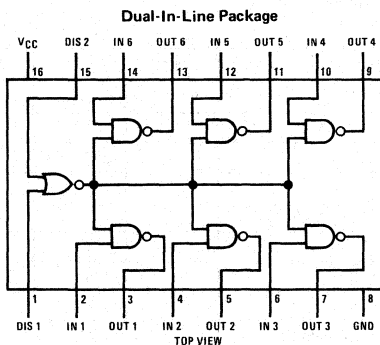 Dual-In-Line Package
VCC DIS 2 IN 6 OUT 6 IN 5 OUT 5 IN 4 OUT 4
16 15 14 13 12 11 10 9
1 2 3 4 5 6 7 8
DIS 1 IN 1 OUT 1 IN 2 OUT 2 IN 3 OUT 3 GND
TOP VIEW